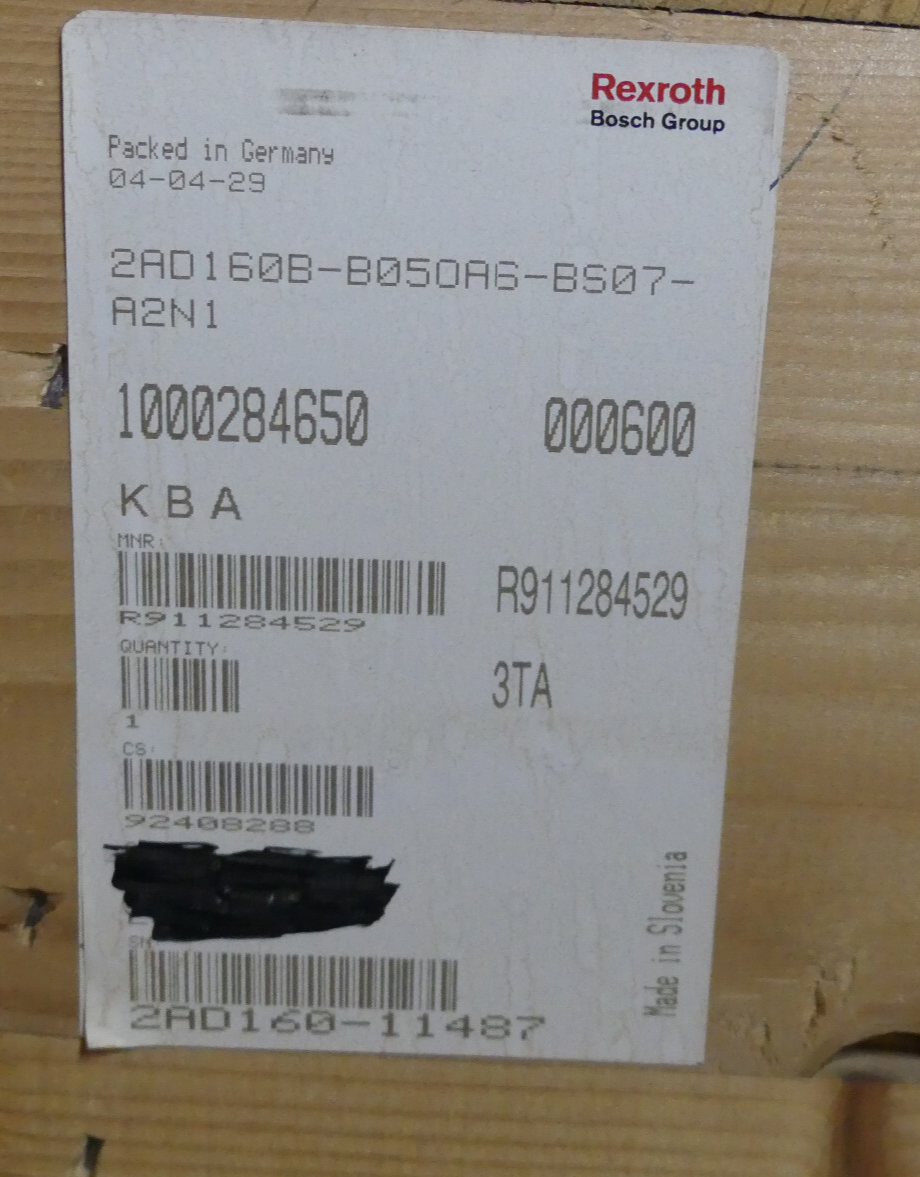 Rexroth
Bosch Group
Packed in Germany
04-04-29
2AD160B-B050A6-BS07-
A2N1
1000284650 000600
KBA
MNR:
R911284529 R911284529
QUANTITY:
1 3TA
CS:
92408288
SN
2AD160-11487
Made in Slovenia